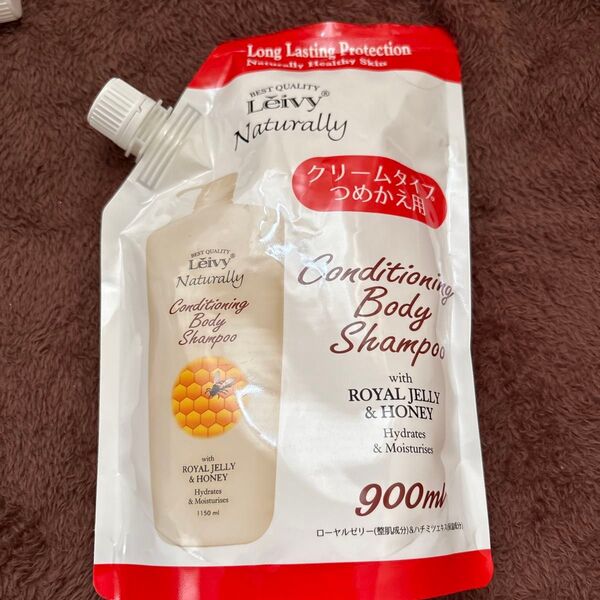 Long Lasting Protection
Naturally Healthy Skin
BEST QUALITY
Lěivy®
Naturally
クリームタイプ
つめかえ用
Conditioning
Body
Shampoo
with
ROYAL JELLY
& HONEY
Hydrates
& Moisturises
900ml
BEST QUALITY
Lěivy®
Naturally
Conditioning
Body
Shampoo
with
ROYAL JELLY
& HONEY
Hydrates
& Moisturises
1150 ml
ローヤルゼリー(整肌成分)&ハチミツエキス(保湿成分)